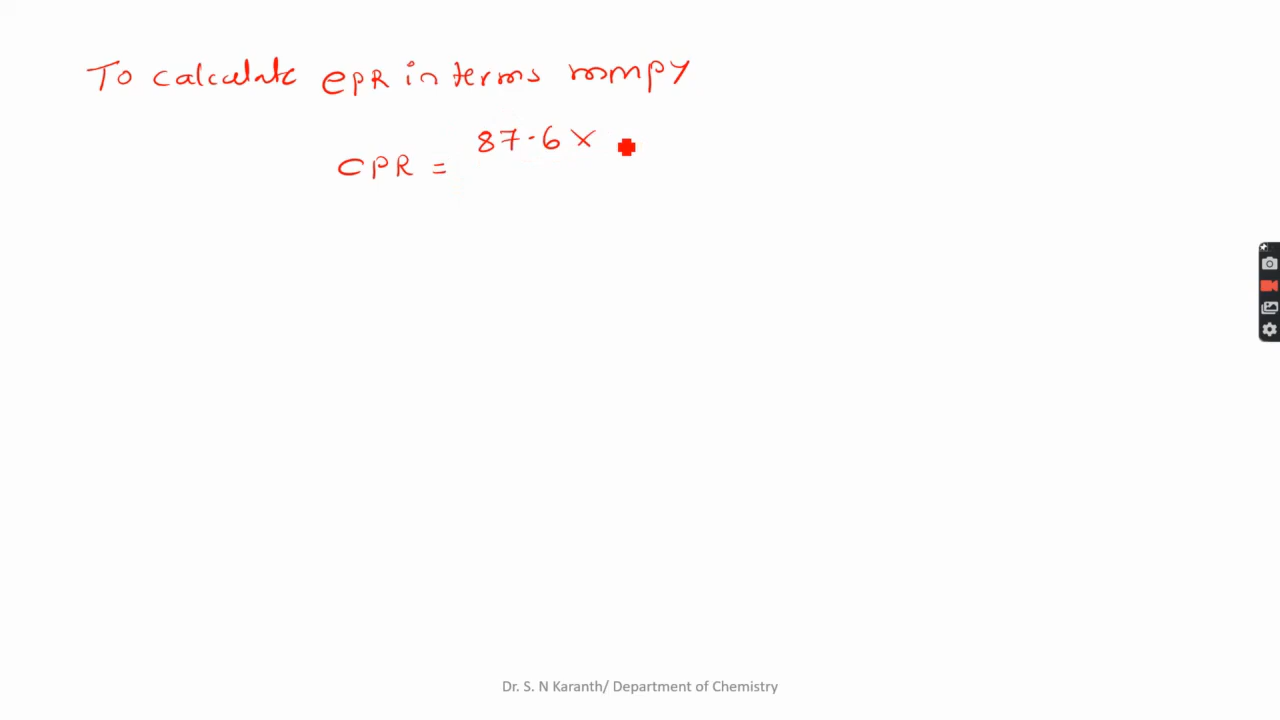 To calculate CPR in terms mmpy
87.6 ×
CPR =
Dr. S. N Karanth/ Department of Chemistry